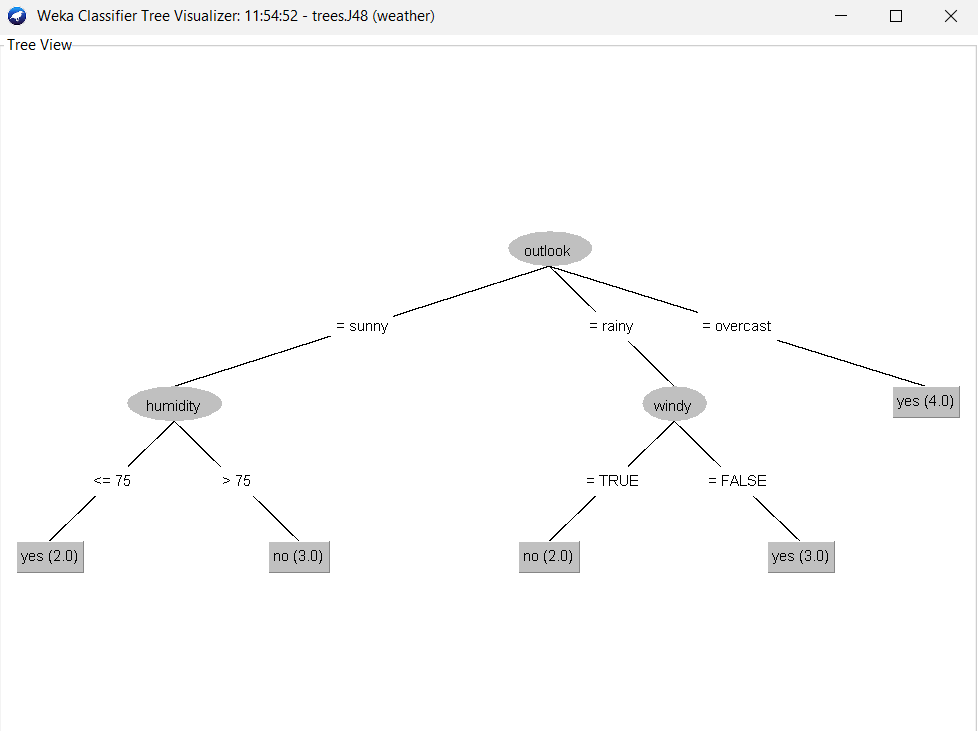 Weka Classifier Tree Visualizer: 11:54:52 - trees.J48 (weather)
Tree View
outlook
= sunny
= rainy
= overcast
humidity
windy
yes (4.0)
<= 75
> 75
= TRUE
= FALSE
yes (2.0)
no (3.0)
no (2.0)
yes (3.0)